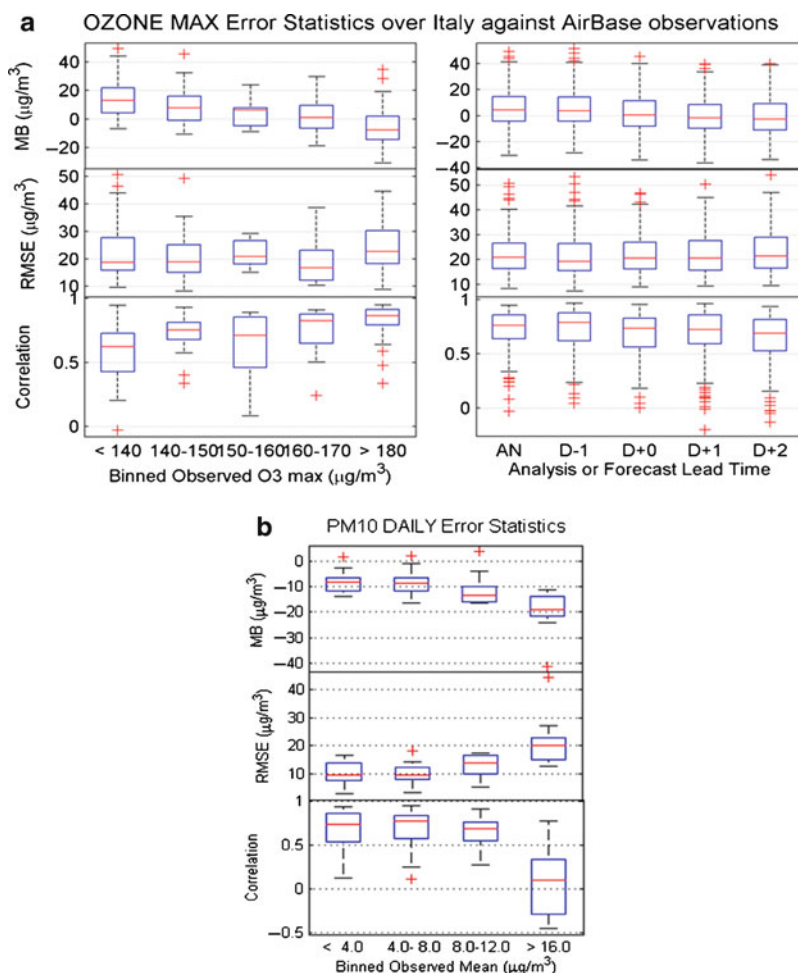 a
OZONE MAX Error Statistics over Italy against AirBase observations
MB (μg/m³)
40
20
0
−20
RMSE (μg/m³)
50
40
30
20
10
Correlation
1
0.5
0
< 140
140-150
150-160
160-170
> 180
Binned Observed O3 max (μg/m³)
40
20
0
−20
−40
50
40
30
20
10
1
0.5
0
AN
D-1
D+0
D+1
D+2
Analysis or Forecast Lead Time
b
PM10 DAILY Error Statistics
MB (μg/m³)
0
−10
−20
−30
−40
RMSE (μg/m³)
40
30
20
10
Correlation
1
0.5
0
−0.5
< 4.0
4.0- 8.0
8.0-12.0
> 16.0
Binned Observed Mean (μg/m³)